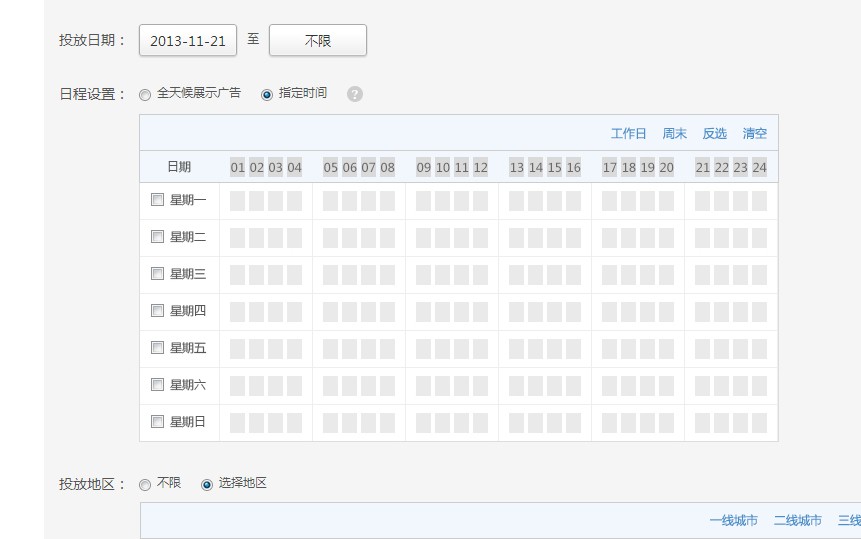 投放日期： 2013-11-21 至 不限
日程设置： 全天候展示广告 指定时间 ?
工作日 周末 反选 清空
日期 01 02 03 04 05 06 07 08 09 10 11 12 13 14 15 16 17 18 19 20 21 22 23 24
星期一
星期二
星期三
星期四
星期五
星期六
星期日
投放地区： 不限 选择地区
一线城市 二线城市 三线